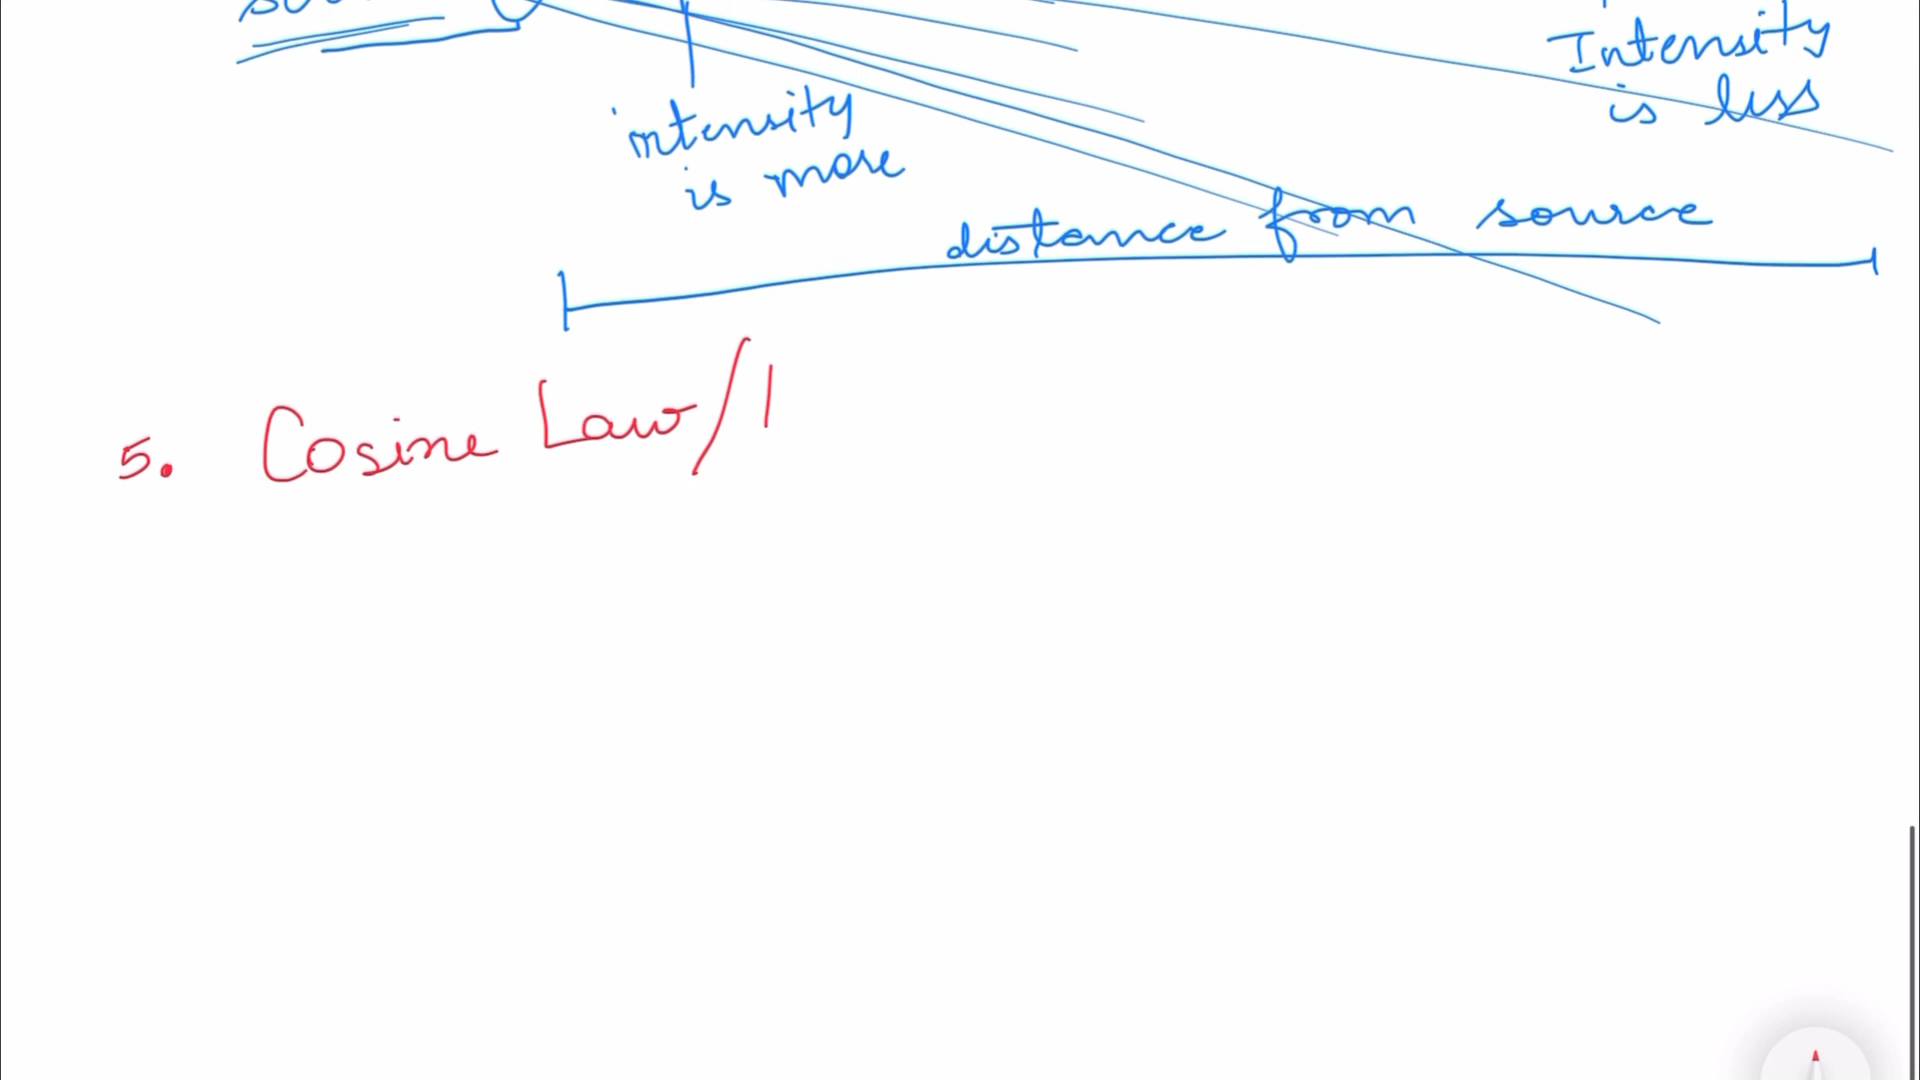 Intensity
is less
intensity
is more
distance from source
5. Cosine Law/